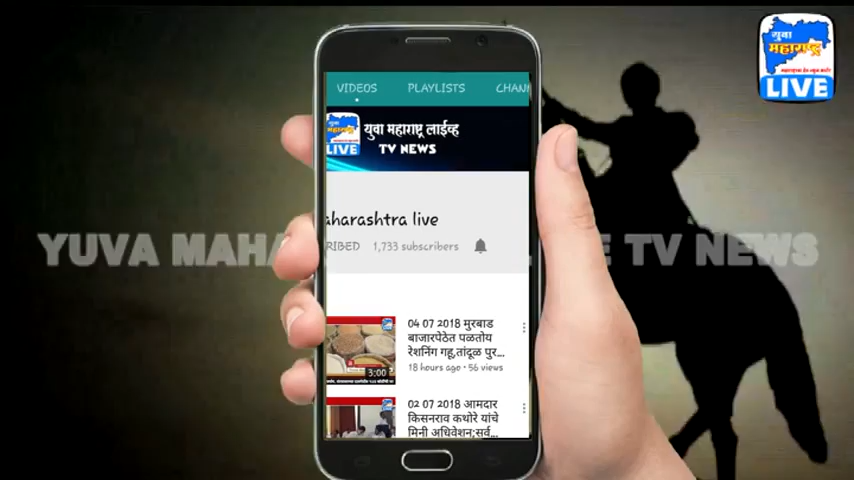 युवा
महाराष्ट्र
LIVE
VIDEOS PLAYLISTS CHAN
युवा महाराष्ट्र लाईव्ह
TV NEWS
LIVE
aharashtra live
RIBED 1,733 subscribers
YUVA MAHA E TV NEWS
04 07 2018 मुरबाड
बाजारपेठेत पळतोय
रेशनिंग गहू,तांदूळ पुर...
18 hours ago • 56 views
3:00
02 07 2018 आमदार
किसनराव कथोरे यांचे
मिनी अधिवेशन;सर्व...